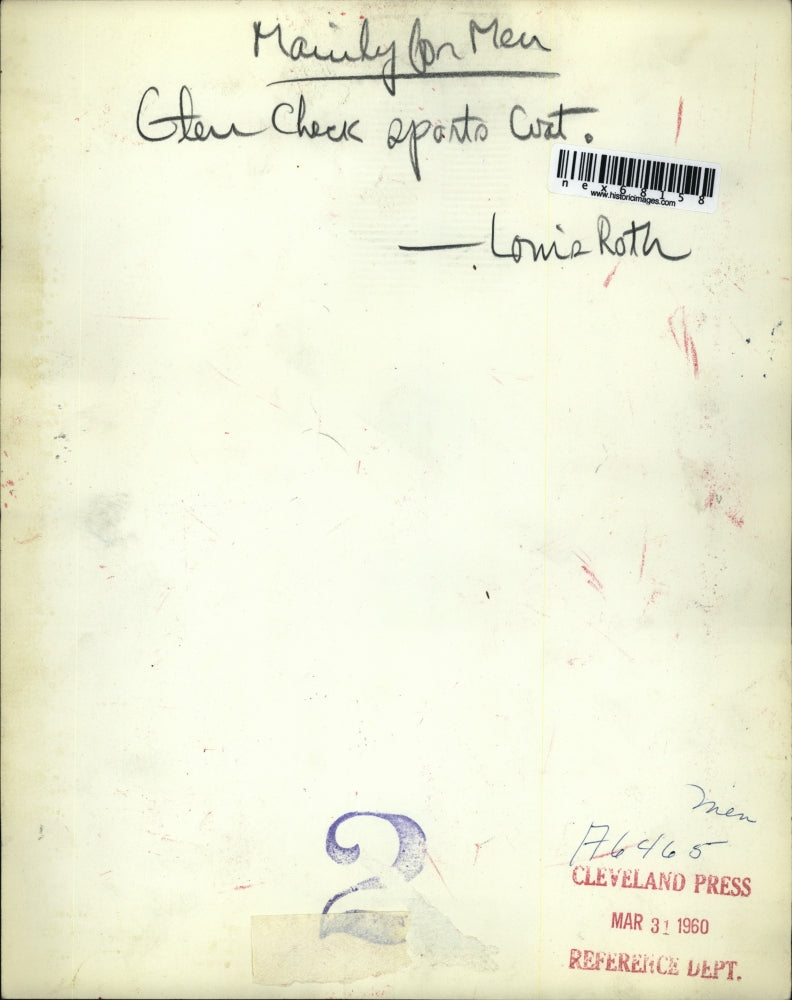 Mainly for Men
Glen Check sports Coat.
nex68158
www.historicimages.com
— Louis Roth
2
men
A6465
CLEVELAND PRESS
MAR 31 1960
REFERENCE DEPT.